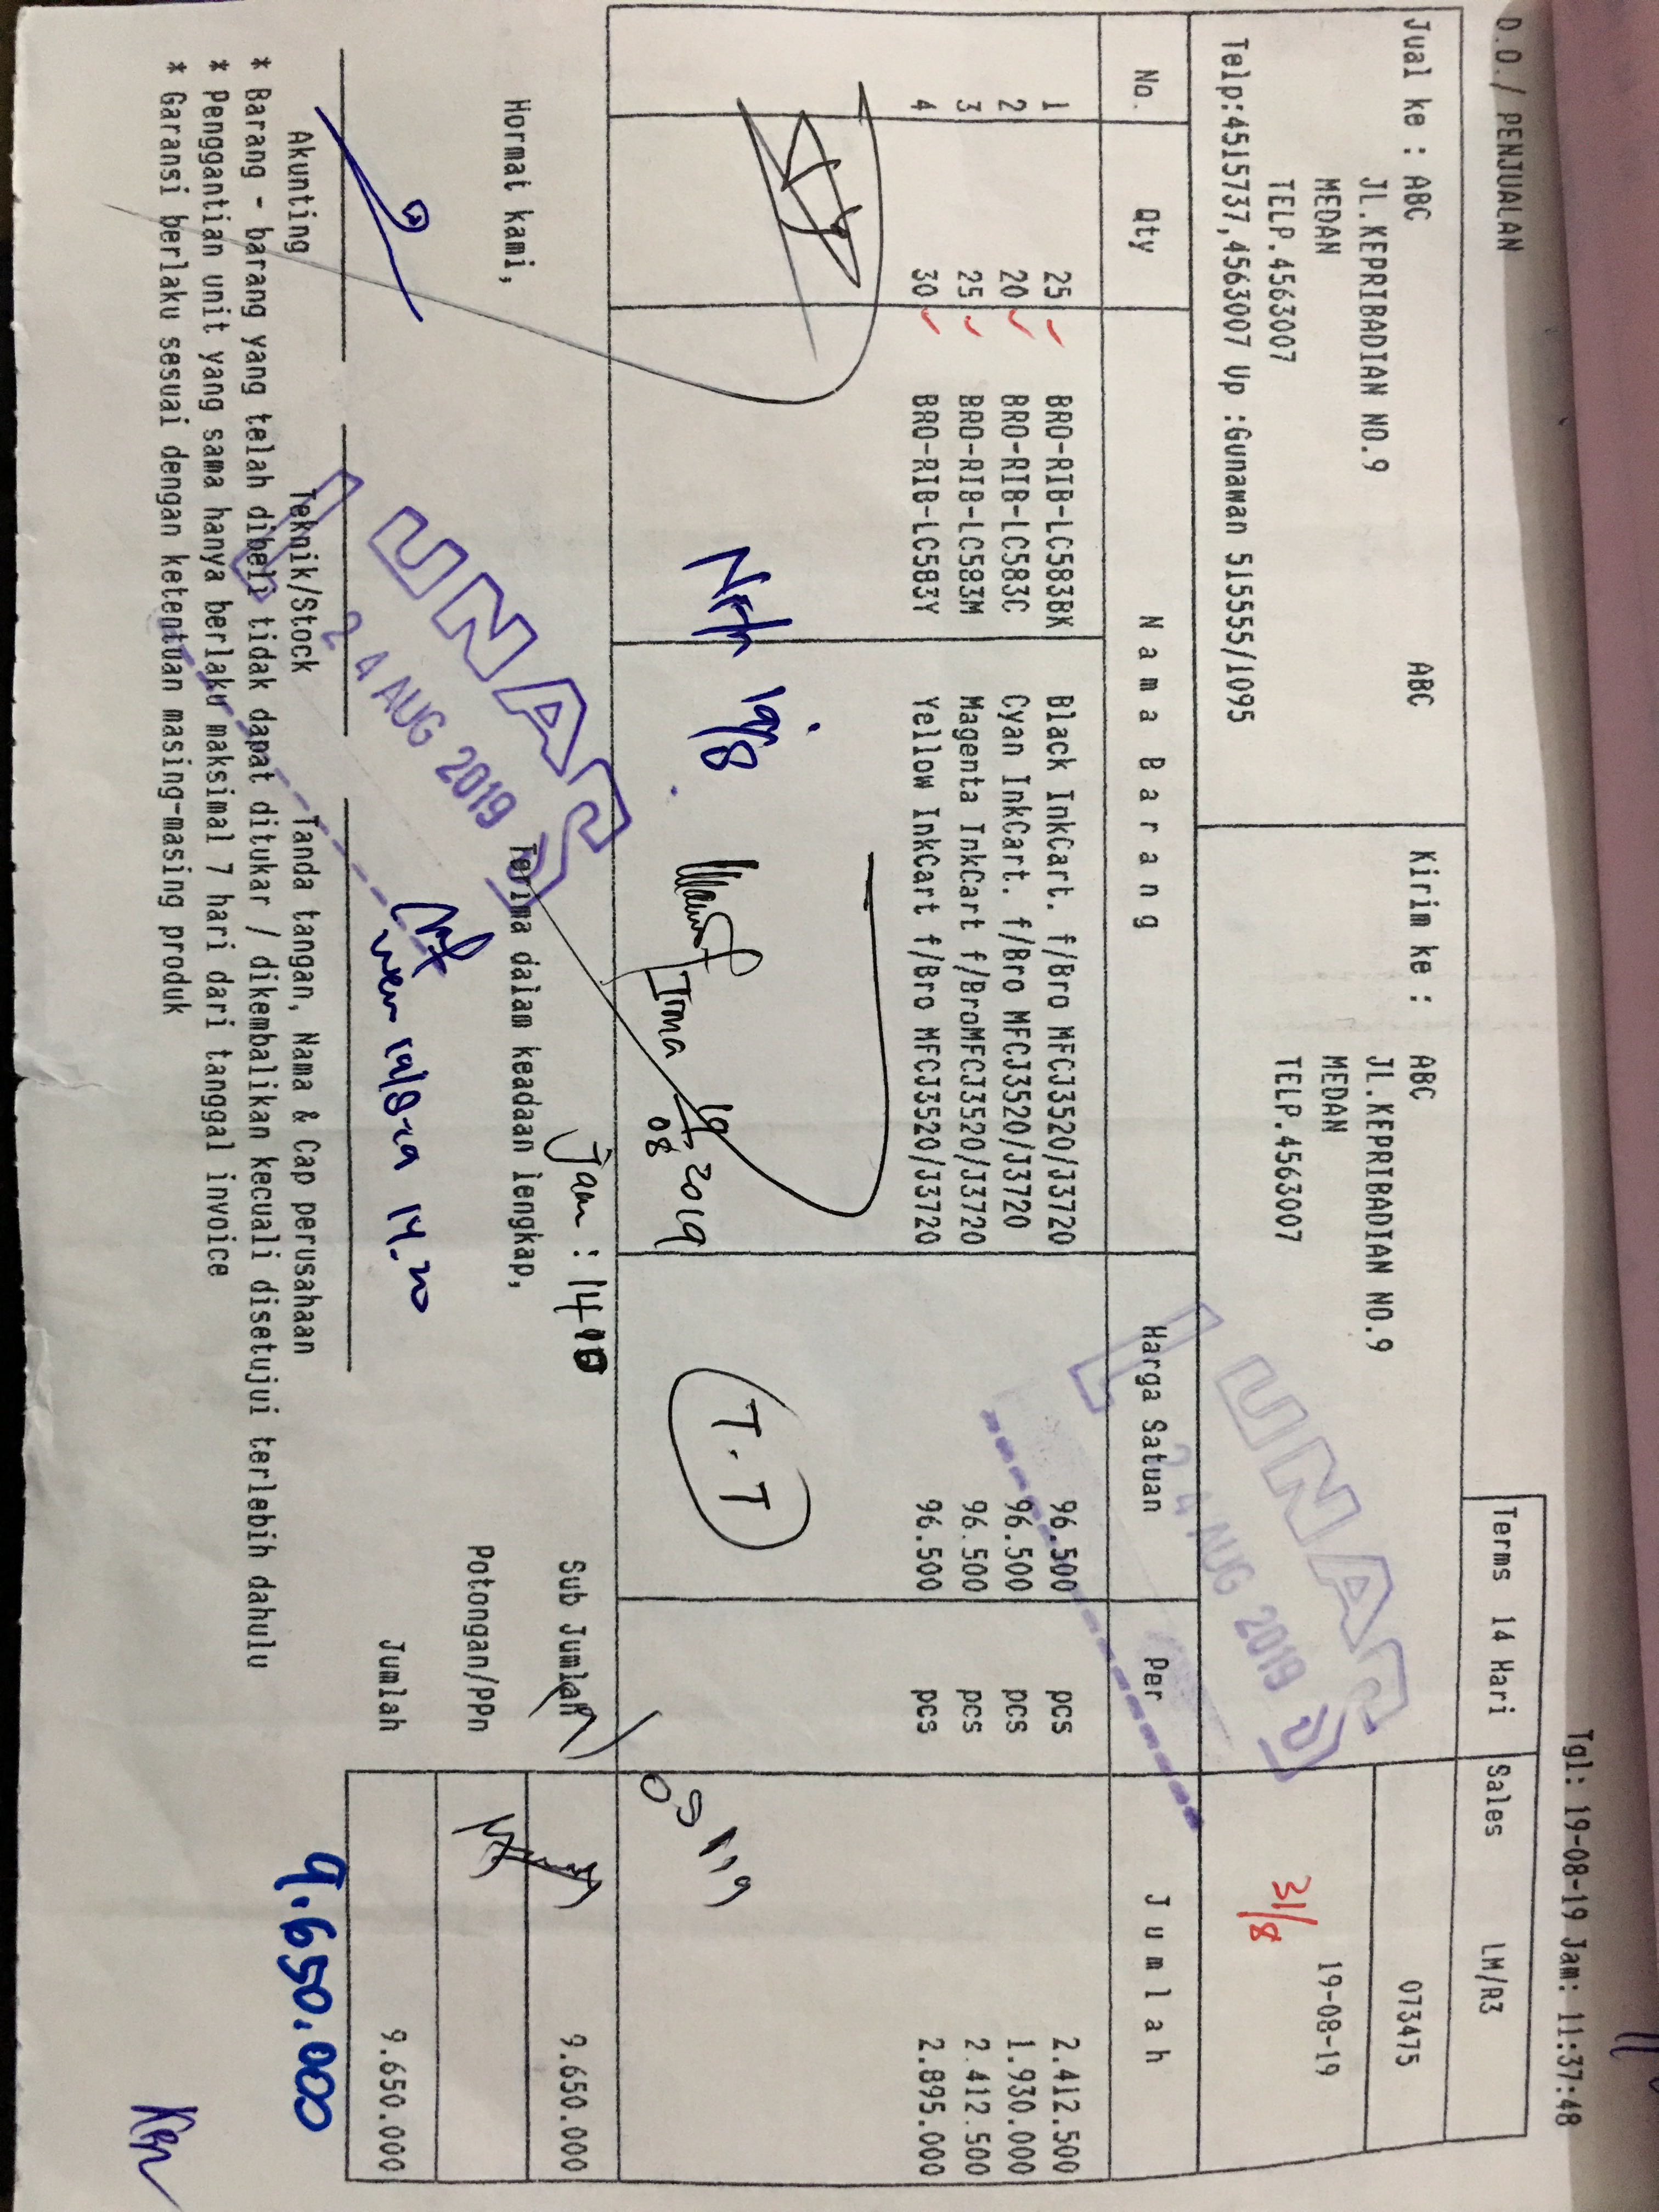 Tgl: 19-08-19 Jam: 11:37:48
D.O./ PENJUALAN
Terms 14 Hari Sales LM/R3
Jual ke : ABC ABC
JL.KEPRIBADIAN NO.9
MEDAN
TELP.4563007
Telp:4515737,4563007 Up :Gunawan 515555/1095
Kirim ke : ABC
JL.KEPRIBADIAN NO.9
MEDAN
TELP.4563007
073475
19-08-19
31/8
LUNAS
24 AUG 2019
No. Qty Nama Barang Harga Satuan Per Jumlah
1 25 BRO-RIB-LC583BK Black InkCart. f/Bro MFCJ3520/J3720 96.500 pcs 2.412.500
2 20 BRO-RIB-LC583C Cyan InkCart. f/Bro MFCJ3520/J3720 96.500 pcs 1.930.000
3 25 BRO-RIB-LC583M Magenta InkCart f/BroMFCJ3520/J3720 96.500 pcs 2.412.500
4 30 BRO-RIB-LC583Y Yellow InkCart f/Bro MFCJ3520/J3720 96.500 pcs 2.895.000
19/8
Irma 19/08 2019
T.T
Jam : 14
Sub Jumlah 9.650.000
Hormat kami, Terima dalam keadaan lengkap,
Potongan/PPn
LUNAS
24 AUG 2019
19/8-19 14.20
Jumlah 9.650.000
Akunting Teknik/Stock Tanda tangan, Nama & Cap perusahaan
9.650.000
* Barang - barang yang telah dibeli tidak dapat ditukar / dikembalikan kecuali disetujui terlebih dahulu
* Penggantian unit yang sama hanya berlaku maksimal 7 hari dari tanggal invoice
* Garansi berlaku sesuai dengan ketentuan masing-masing produk